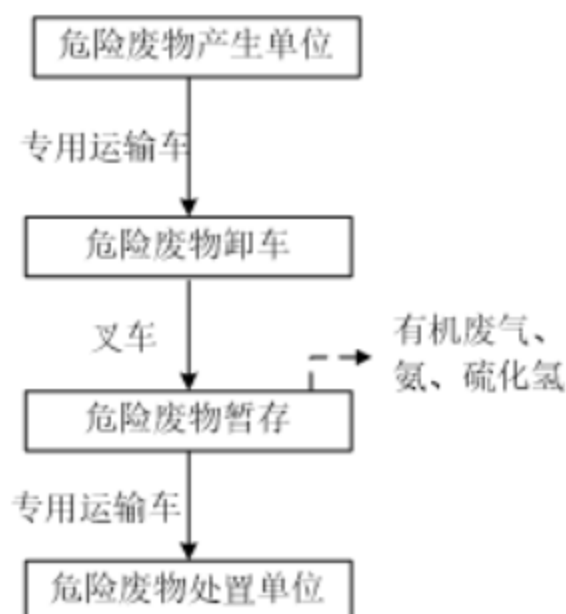 危险废物产生单位
专用运输车
危险废物卸车
叉车
有机废气、
氨、硫化氢
危险废物暂存
专用运输车
危险废物处置单位